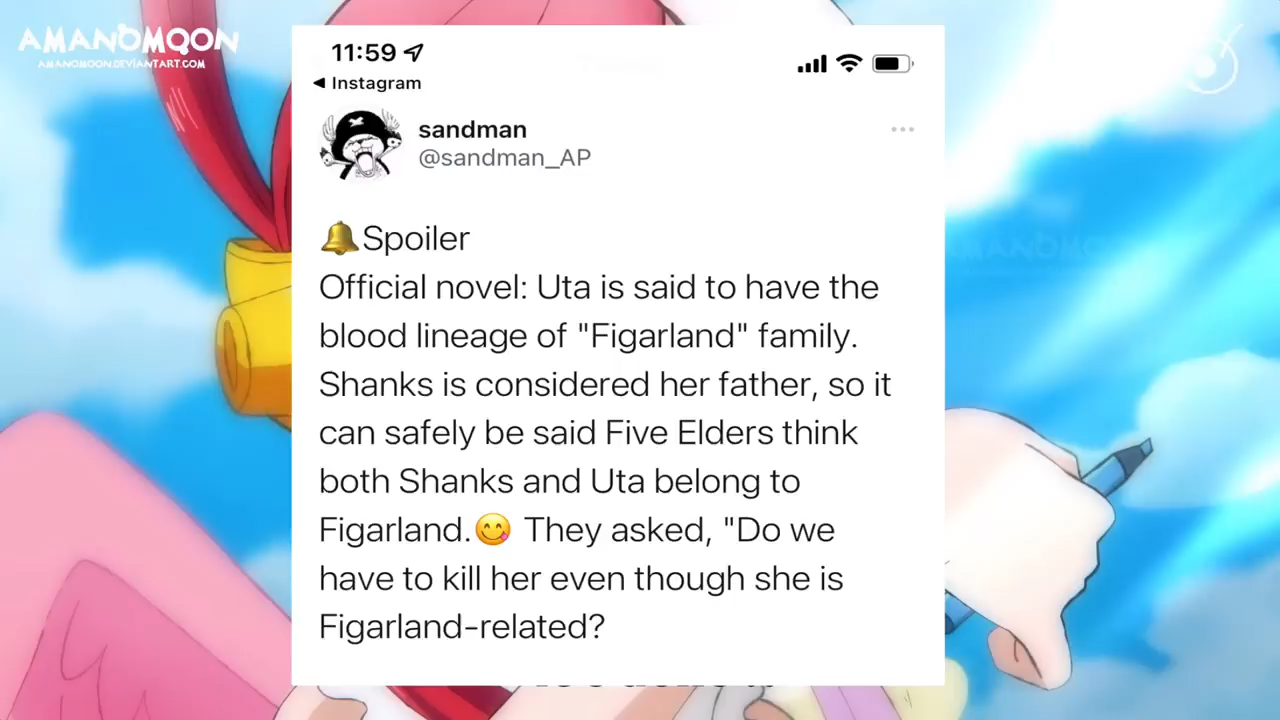 AMANOMOON
AMANOMOON.DEVIANTART.COM
11:59
◀ Instagram
sandman
@sandman_AP
🔔Spoiler
Official novel: Uta is said to have the
blood lineage of "Figarland" family.
Shanks is considered her father, so it
can safely be said Five Elders think
both Shanks and Uta belong to
Figarland.😋 They asked, "Do we
have to kill her even though she is
Figarland-related?